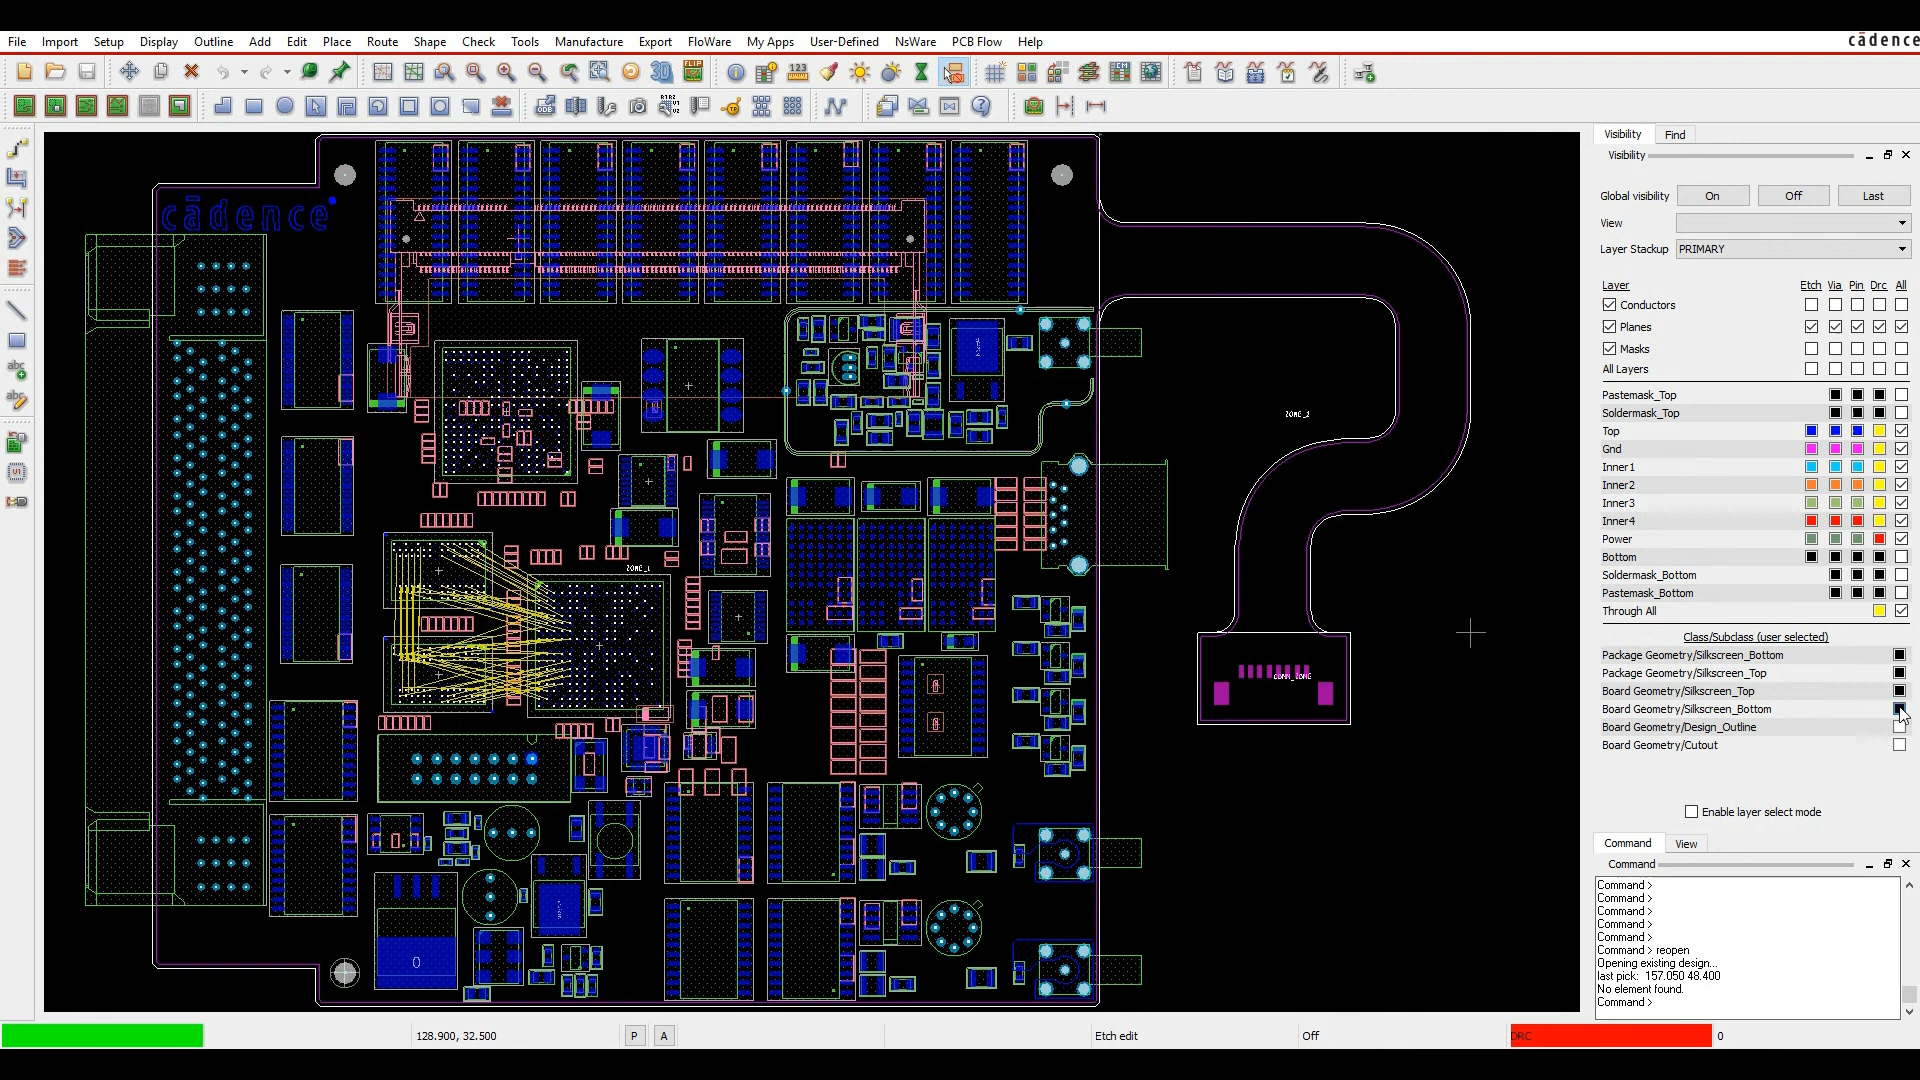 File Import Setup Display Outline Add Edit Place Route Shape Check Tools Manufacture Export FloWare My Apps User-Defined NsWare PCB Flow Help
cādence
Visibility Find
Visibility
Global visibility On Off Last
View
Layer Stackup PRIMARY
Layer Etch Via Pin Drc All
Conductors
Planes
Masks
All Layers
Pastemask_Top
Soldermask_Top
Top
Gnd
Inner1
Inner2
Inner3
Inner4
Power
Bottom
Soldermask_Bottom
Pastemask_Bottom
Through All
Class/Subclass (user selected)
Package Geometry/Silkscreen_Bottom
Package Geometry/Silkscreen_Top
Board Geometry/Silkscreen_Top
Board Geometry/Silkscreen_Bottom
Board Geometry/Design_Outline
Board Geometry/Cutout
Enable layer select mode
Command View
Command
Command >
Command >
Command >
Command >
Command >
Command > reopen
Opening existing design...
last pick: 157.050 48.400
No element found.
Command >
cādence
ZONE_2
ZONE_1
CONN_ZONE
0
128.900, 32.500 P A Etch edit Off DRC 0